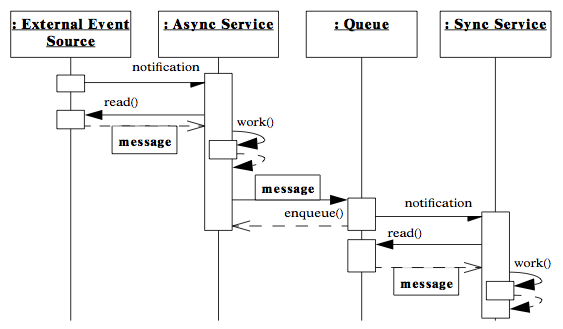 : External Event
Source
: Async Service
: Queue
: Sync Service
notification
read()
message
work()
message
enqueue()
notification
read()
message
work()